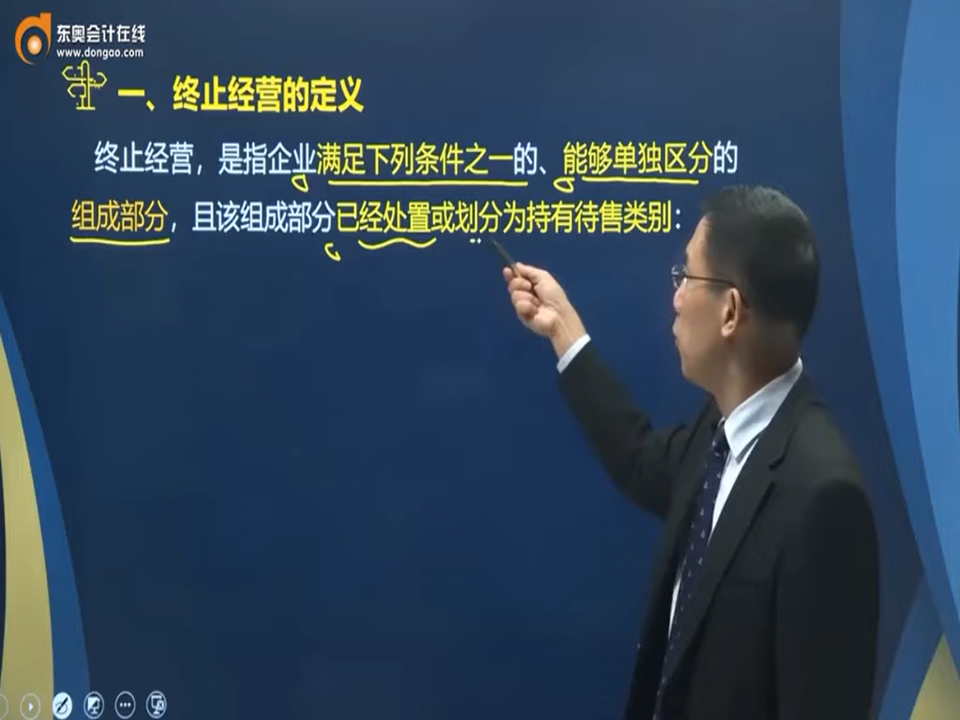 东奥会计在线
www.dongao.com
一、终止经营的定义
终止经营，是指企业满足下列条件之一的、能够单独区分的
组成部分，且该组成部分已经处置或划分为持有待售类别：